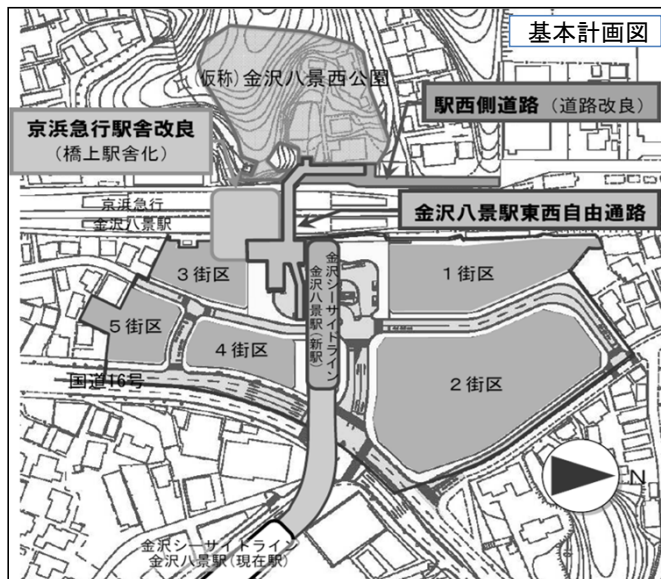 基本計画図
(仮称)金沢八景西公園
駅西側道路（道路改良）
京浜急行駅舎改良
（橋上駅舎化）
京浜急行
金沢八景駅
金沢八景駅東西自由通路
金沢シーサイドライン
金沢八景駅(新駅)
3街区
1街区
5街区
4街区
2街区
国道16号
N
金沢シーサイドライン
金沢八景駅(現在駅)